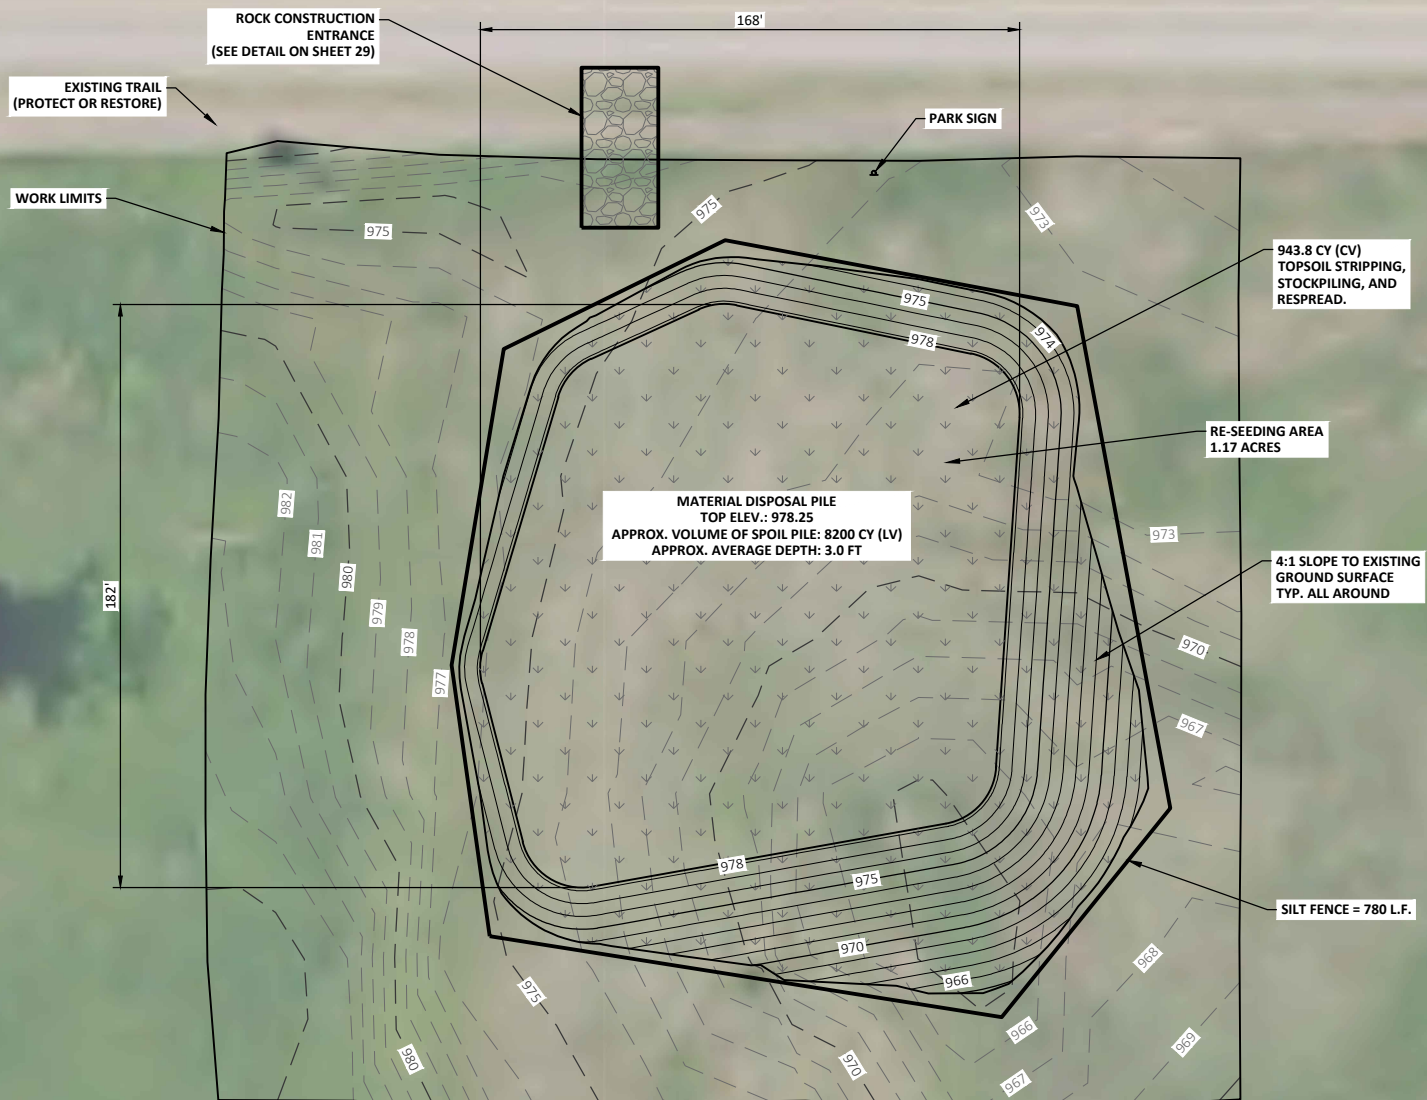 168'
ROCK CONSTRUCTION
ENTRANCE
(SEE DETAIL ON SHEET 29)
EXISTING TRAIL
(PROTECT OR RESTORE)
PARK SIGN
WORK LIMITS
975
975
973
943.8 CY (CV)
TOPSOIL STRIPPING,
STOCKPILING, AND
RESPREAD.
975
978
974
RE-SEEDING AREA
1.17 ACRES
982
981
980
979
978
977
MATERIAL DISPOSAL PILE
TOP ELEV.: 978.25
APPROX. VOLUME OF SPOIL PILE: 8200 CY (LV)
APPROX. AVERAGE DEPTH: 3.0 FT
973
4:1 SLOPE TO EXISTING
GROUND SURFACE
TYP. ALL AROUND
182'
970
967
978
975
SILT FENCE = 780 L.F.
970
966
968
975
966
969
980
970
967